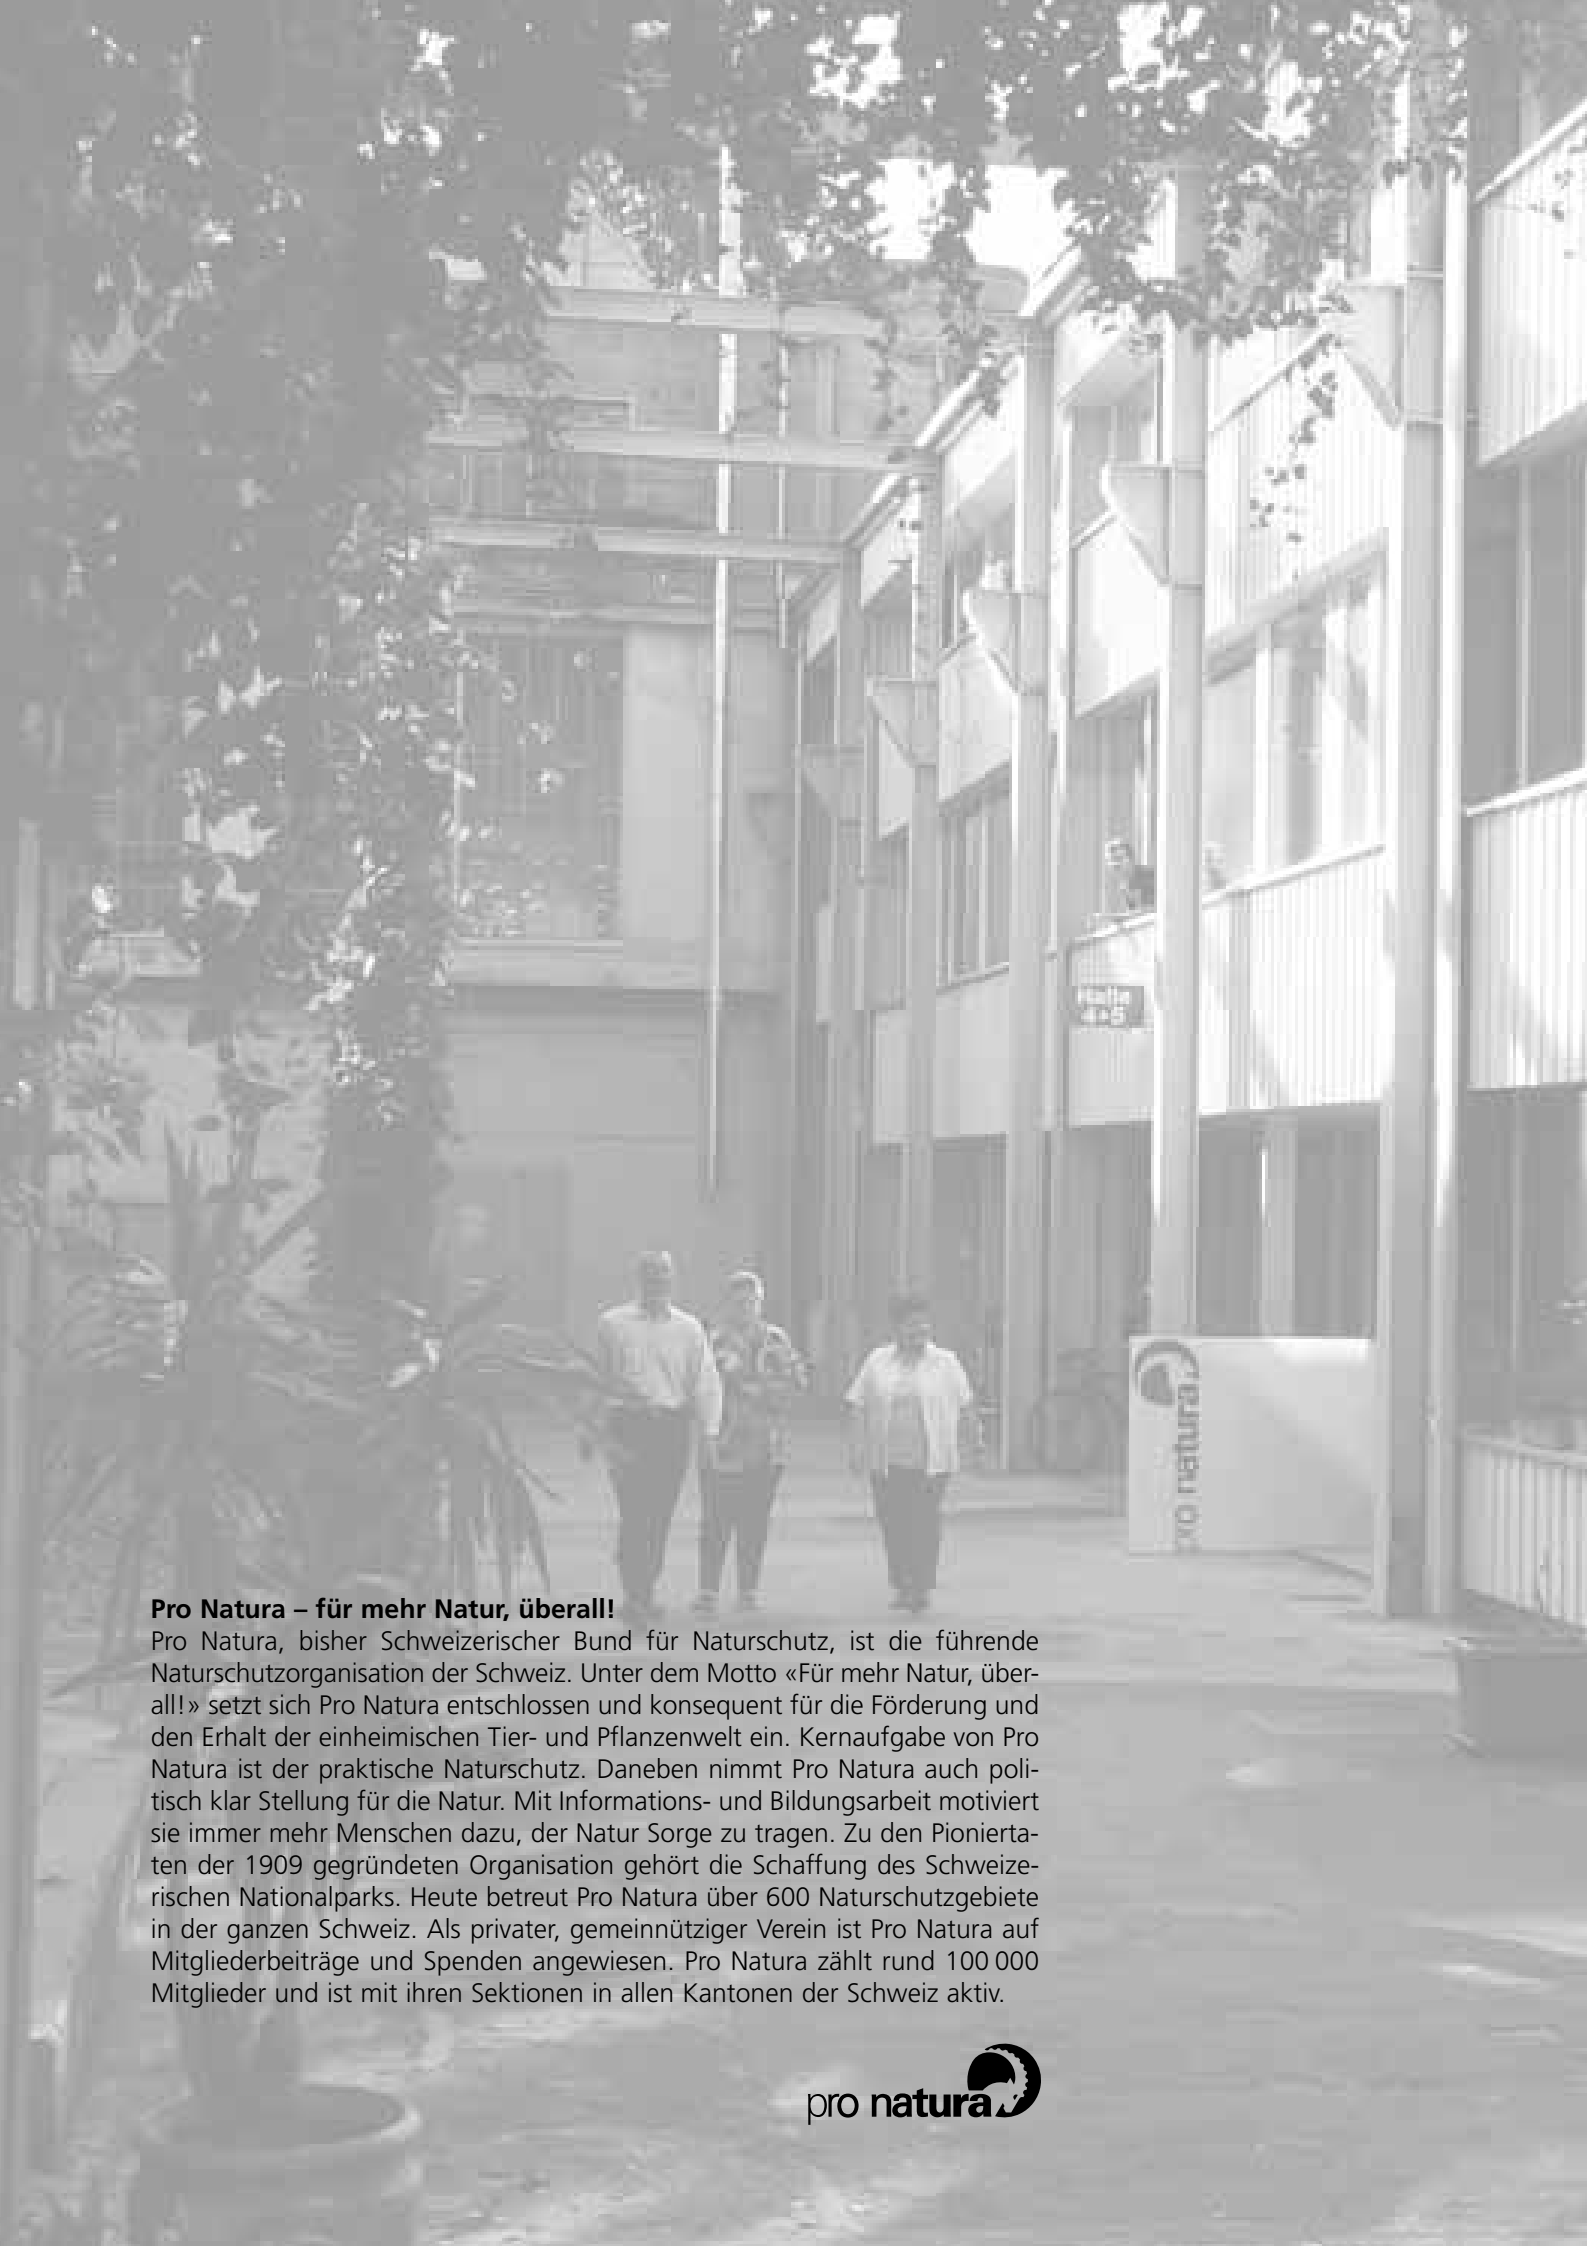 Halle
4+5
pro natura
Pro Natura – für mehr Natur, überall!
Pro Natura, bisher Schweizerischer Bund für Naturschutz, ist die führende
Naturschutzorganisation der Schweiz. Unter dem Motto «Für mehr Natur, über-
all!» setzt sich Pro Natura entschlossen und konsequent für die Förderung und
den Erhalt der einheimischen Tier- und Pflanzenwelt ein. Kernaufgabe von Pro
Natura ist der praktische Naturschutz. Daneben nimmt Pro Natura auch poli-
tisch klar Stellung für die Natur. Mit Informations- und Bildungsarbeit motiviert
sie immer mehr Menschen dazu, der Natur Sorge zu tragen. Zu den Pionierta-
ten der 1909 gegründeten Organisation gehört die Schaffung des Schweize-
rischen Nationalparks. Heute betreut Pro Natura über 600 Naturschutzgebiete
in der ganzen Schweiz. Als privater, gemeinnütziger Verein ist Pro Natura auf
Mitgliederbeiträge und Spenden angewiesen. Pro Natura zählt rund 100 000
Mitglieder und ist mit ihren Sektionen in allen Kantonen der Schweiz aktiv.
pro natura